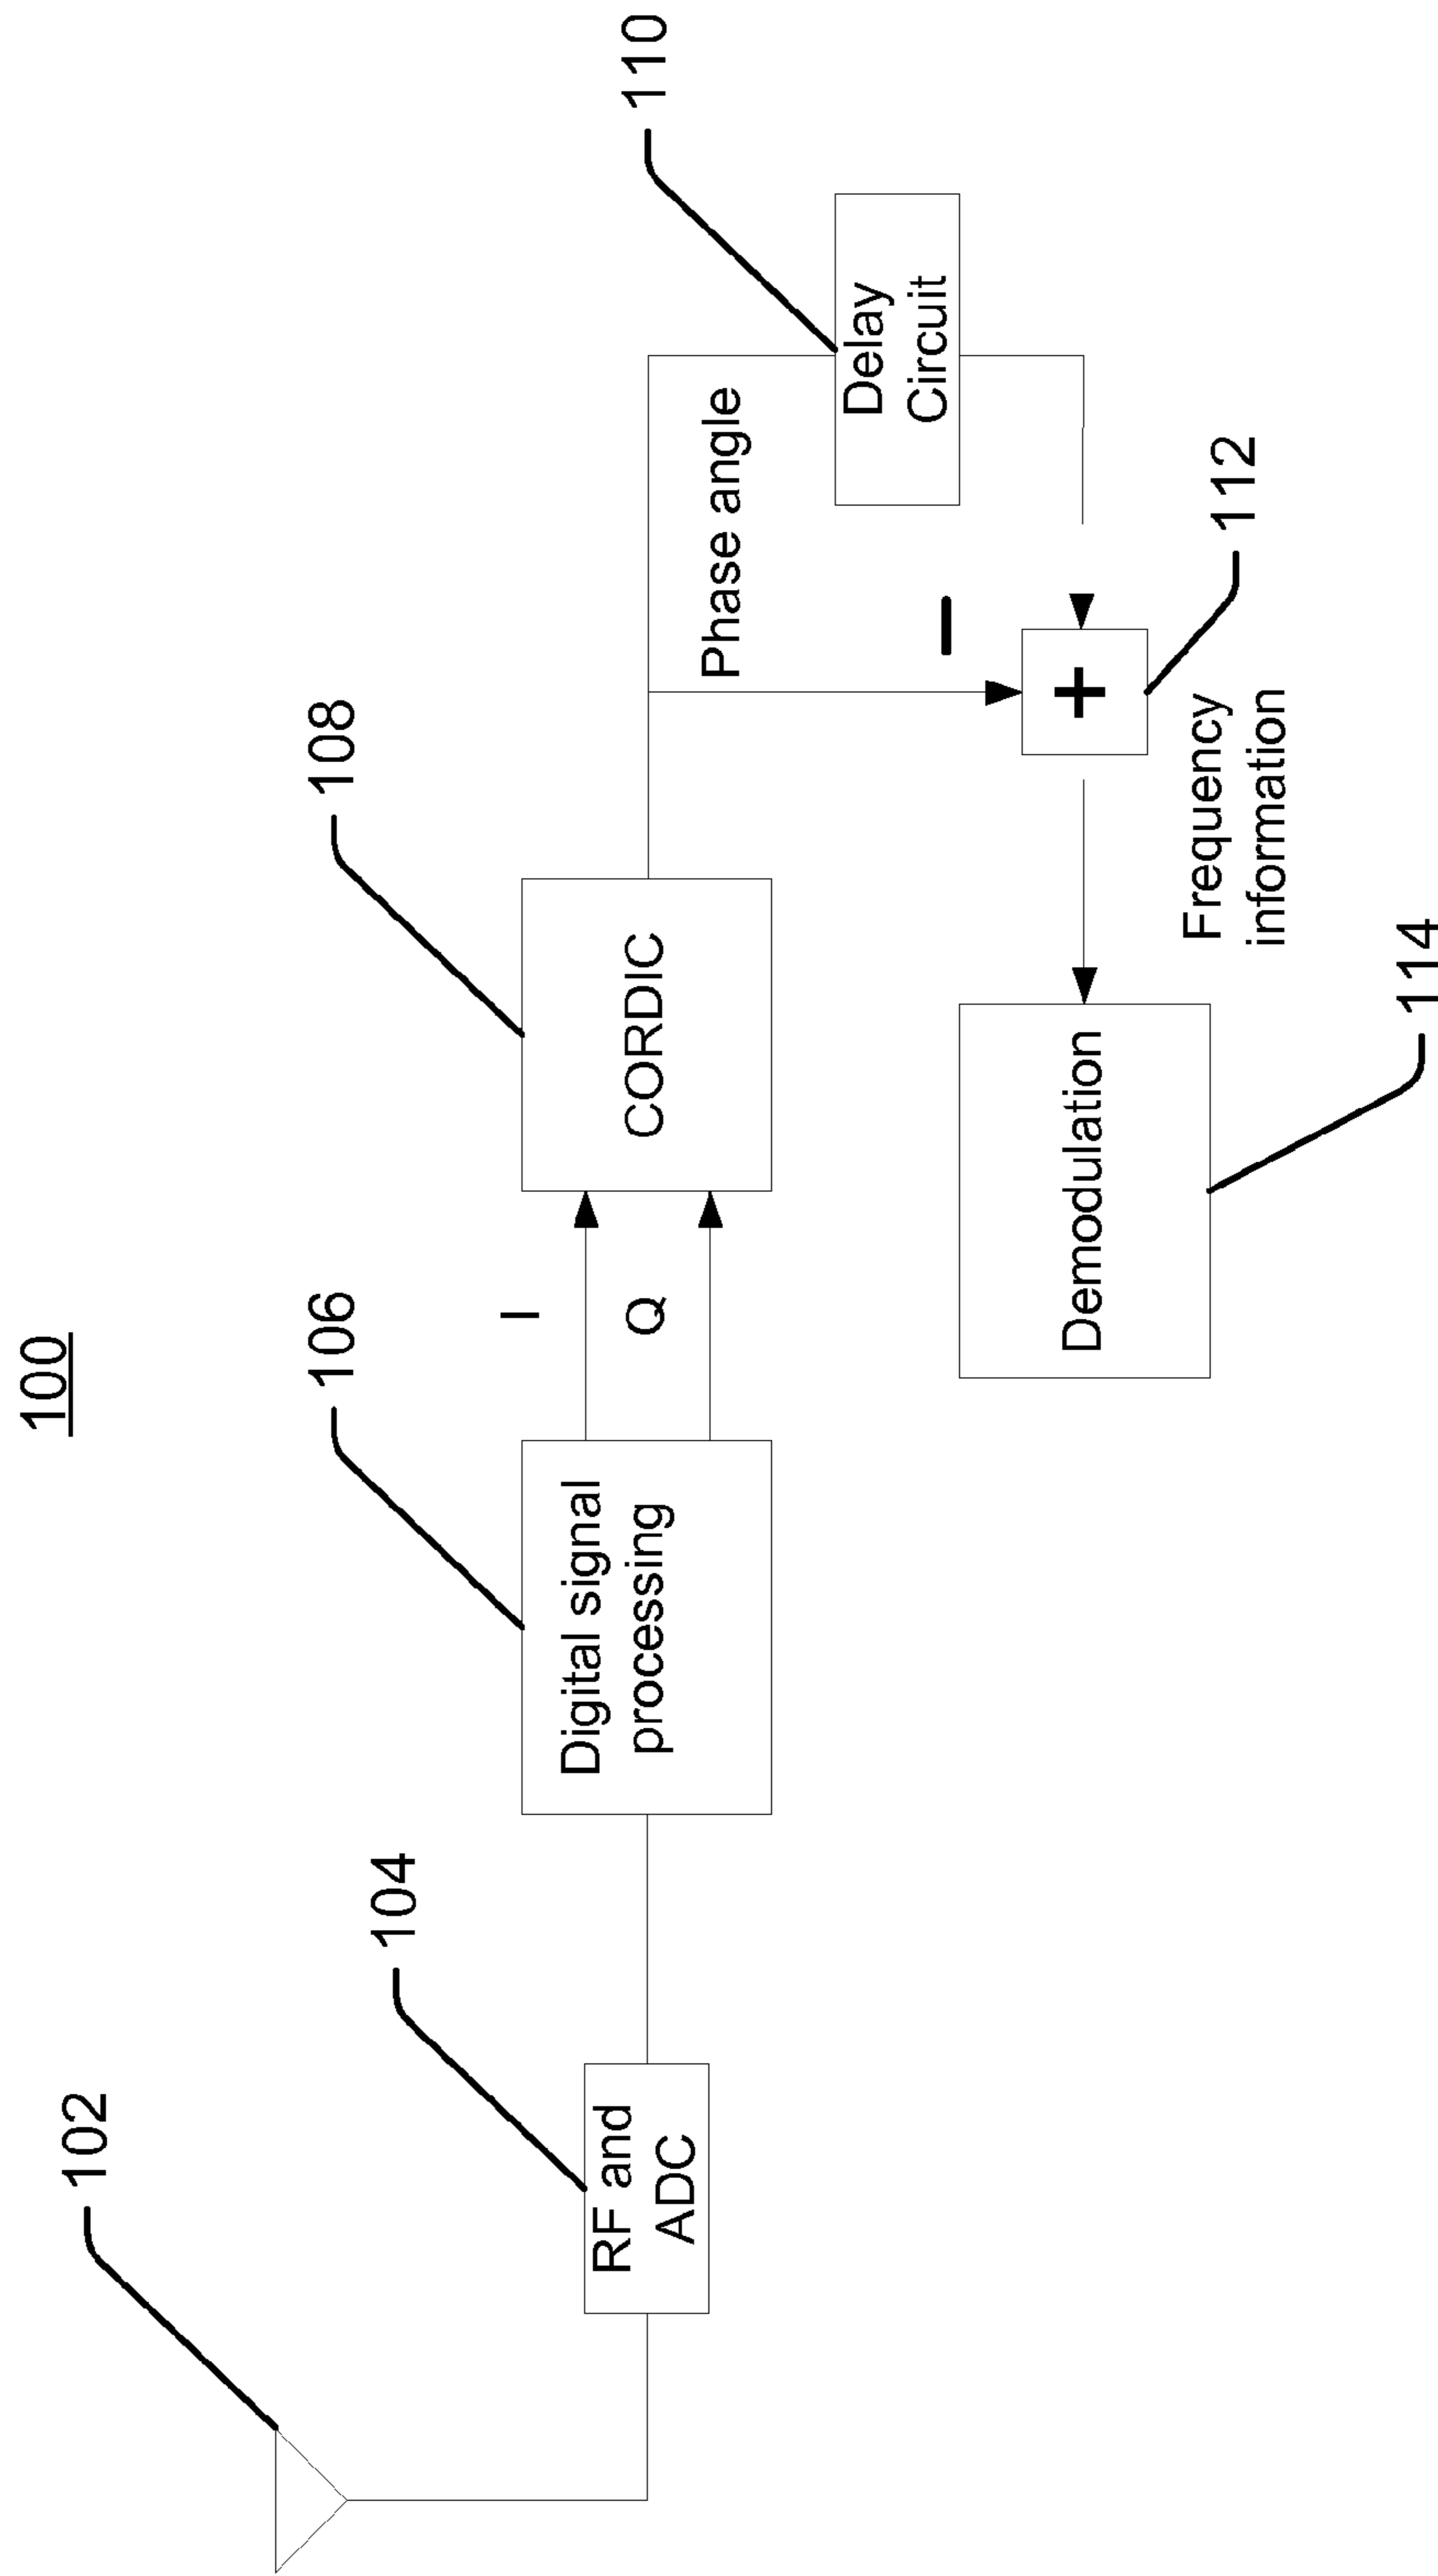 100
102
104
106
108
110
RF and
ADC
Digital signal
processing
I
Q
CORDIC
Phase angle
Delay
Circuit
−
+
112
Frequency
information
Demodulation
114